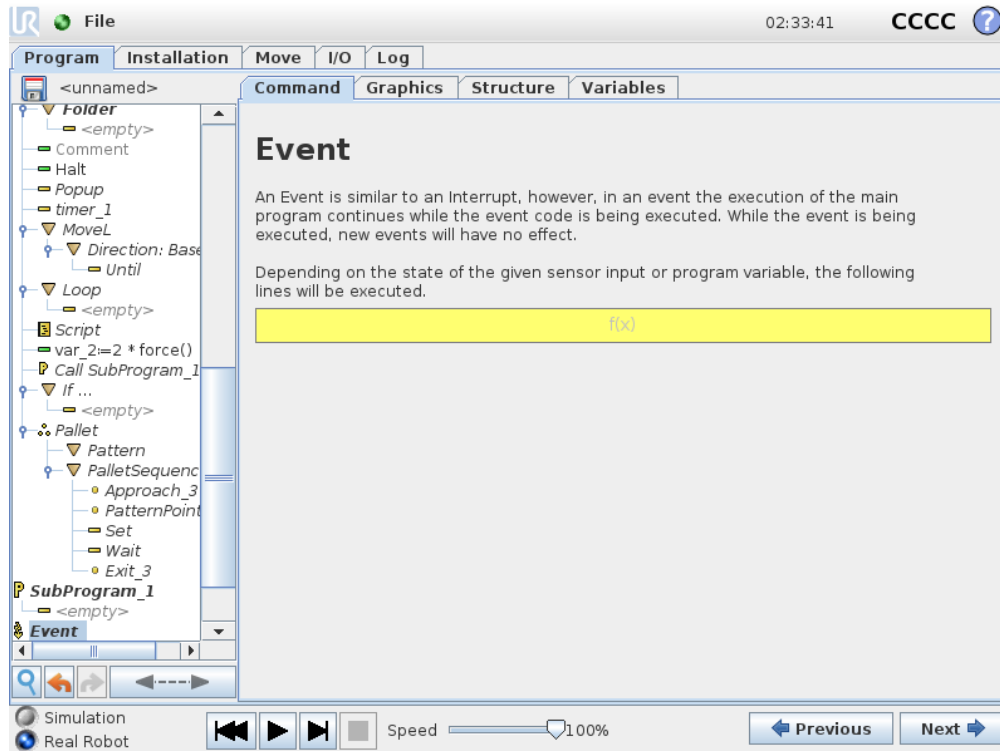 UR File 02:33:41 CCCC ?
Program Installation Move I/O Log
<unnamed>
Command Graphics Structure Variables
Folder
<empty>
Comment
Halt
Popup
timer_1
MoveL
Direction: Base
Until
Loop
<empty>
Script
var_2:=2 * force()
Call SubProgram_1
If ...
<empty>
Pallet
Pattern
PalletSequenc
Approach_3
PatternPoint
Set
Wait
Exit_3
P SubProgram_1
<empty>
Event
Event
An Event is similar to an Interrupt, however, in an event the execution of the main
program continues while the event code is being executed. While the event is being
executed, new events will have no effect.
Depending on the state of the given sensor input or program variable, the following
lines will be executed.
f(x)
Simulation
Real Robot
Speed 100%
Previous Next